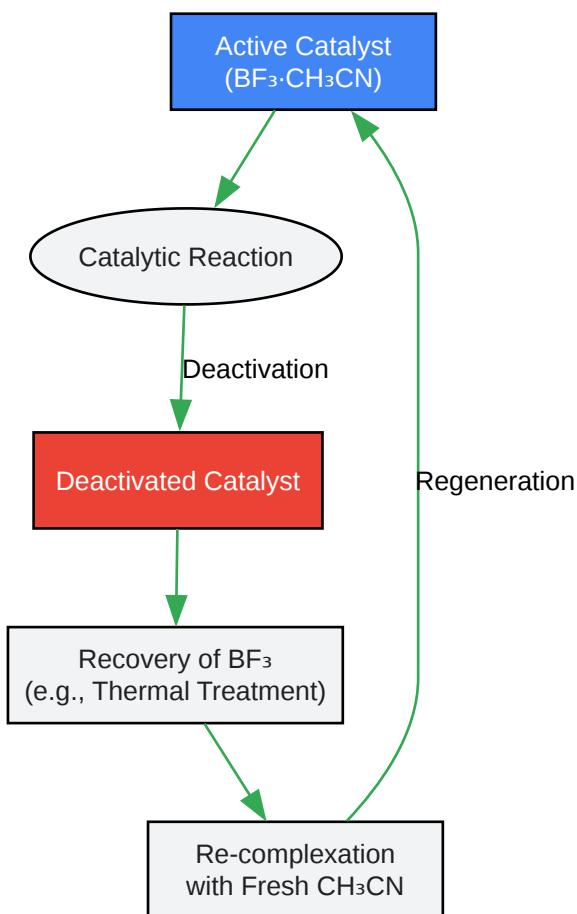 Active Catalyst
(BF₃·CH₃CN)
Catalytic Reaction
Deactivation
Deactivated Catalyst
Regeneration
Recovery of BF₃
(e.g., Thermal Treatment)
Re-complexation
with Fresh CH₃CN